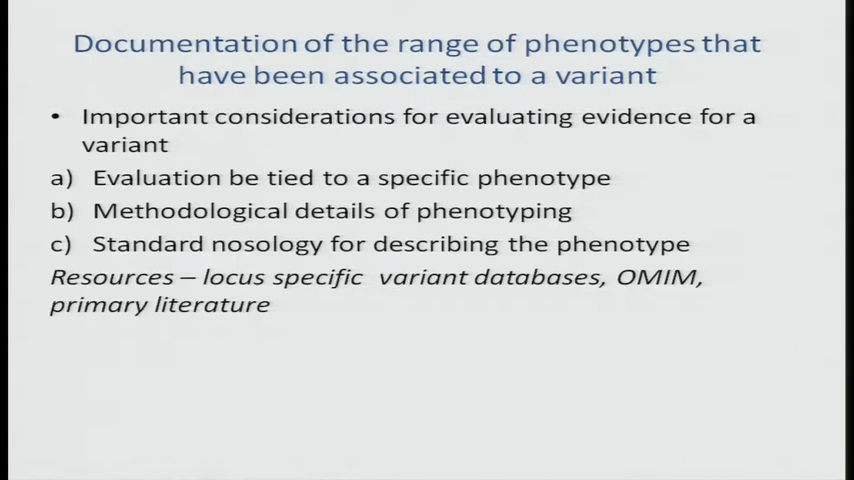 Documentation of the range of phenotypes that
have been associated to a variant
• Important considerations for evaluating evidence for a
variant
a) Evaluation be tied to a specific phenotype
b) Methodological details of phenotyping
c) Standard nosology for describing the phenotype
Resources – locus specific variant databases, OMIM,
primary literature